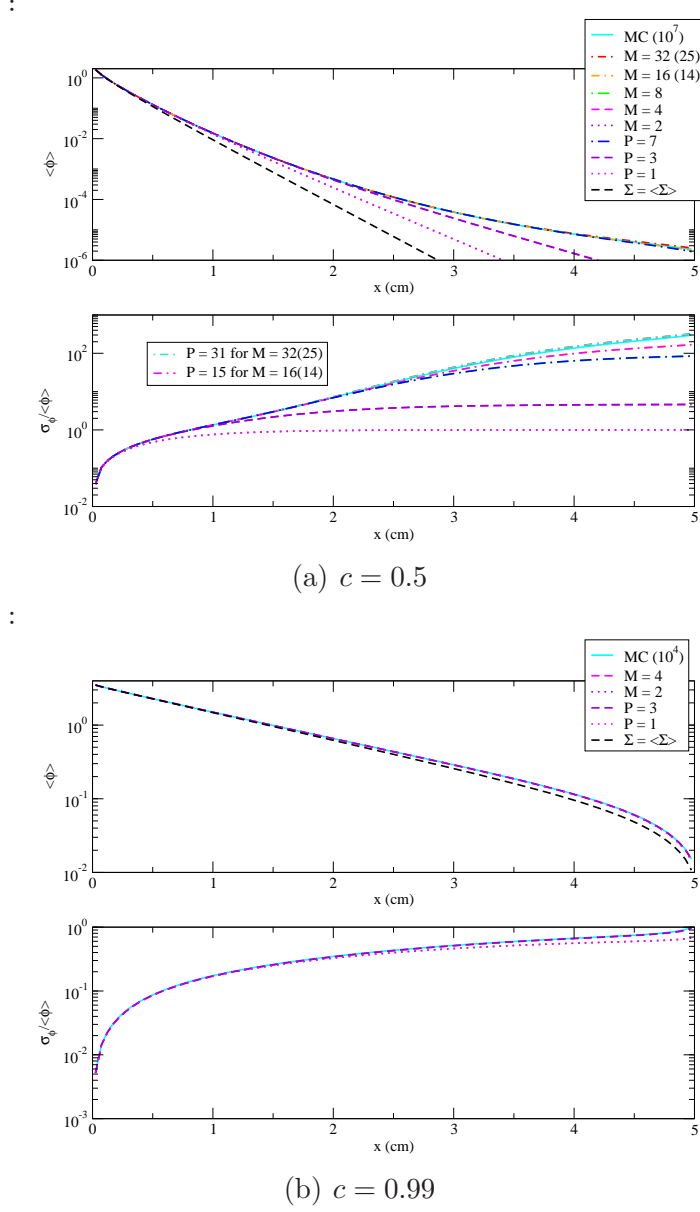 :
MC (10^7)
M = 32 (25)
M = 16 (14)
M = 8
M = 4
M = 2
P = 7
P = 3
P = 1
Σ = <Σ>
10^0
10^-2
10^-4
10^-6
<ϕ>
0 1 2 3 4 5
x (cm)
P = 31 for M = 32(25)
P = 15 for M = 16(14)
10^2
10^0
10^-2
σ_ϕ/<ϕ>
0 1 2 3 4 5
x (cm)
(a) c = 0.5
:
MC (10^4)
M = 4
M = 2
P = 3
P = 1
Σ = <Σ>
10^0
10^-1
10^-2
<ϕ>
0 1 2 3 4 5
x (cm)
10^0
10^-1
10^-2
10^-3
σ_ϕ/<ϕ>
0 1 2 3 4 5
x (cm)
(b) c = 0.99